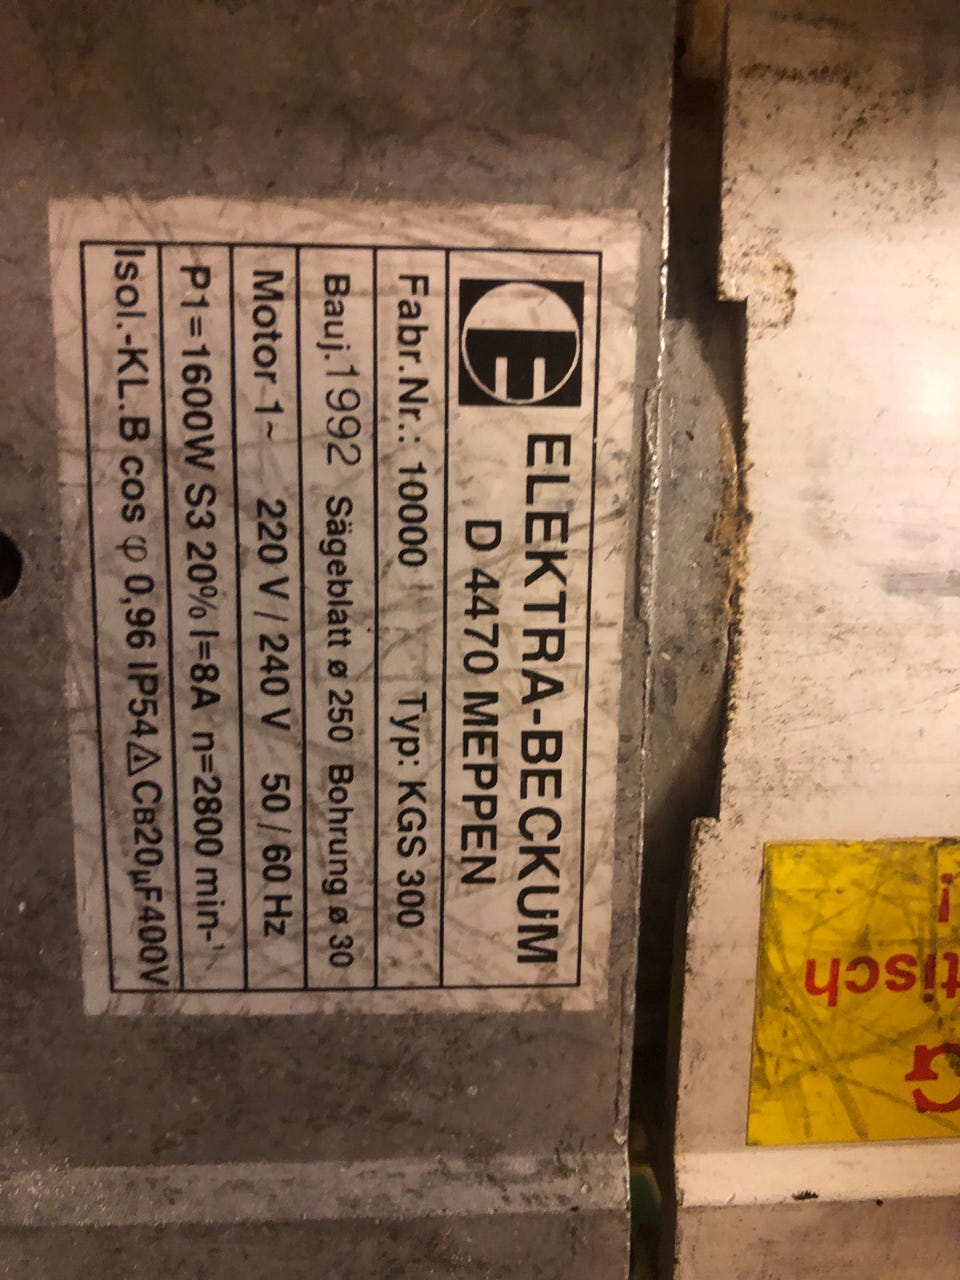 E ELEKTRA-BECKUM
D 4470 MEPPEN
Fabr.Nr.: 10000 Typ: KGS 300
Bauj.1992 Sägeblatt ø 250 Bohrung ø 30
Motor 1~ 220 V / 240 V 50 / 60 Hz
P1=1600W S3 20% I=8A n=2800 min-¹
Isol.-KL.B cos φ 0,96 IP54 ⚠ CB20µF400V